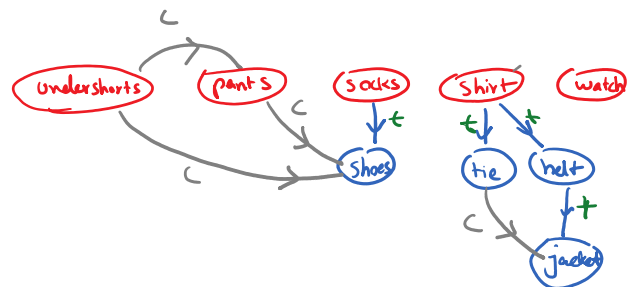 C
undershorts
pants
socks
shirt
watch
C
t
t
t
C
shoes
tie
belt
C
t
jacket